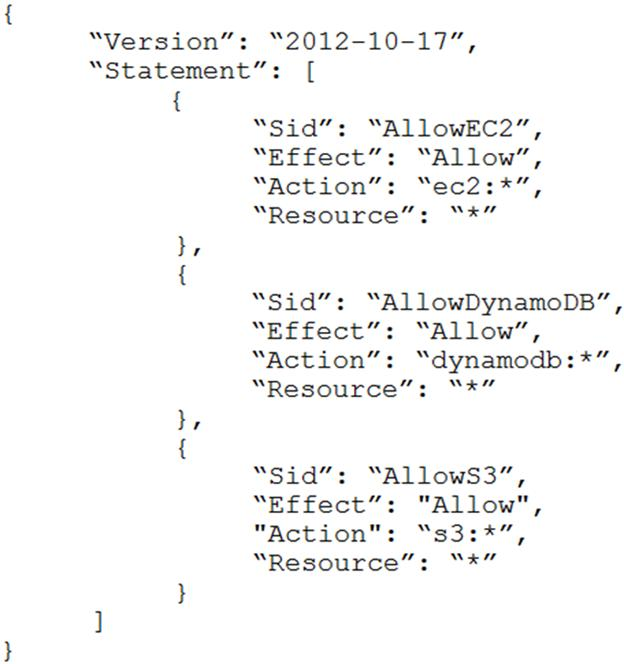 {
“Version”: “2012-10-17”,
“Statement”: [
{
“Sid”: “AllowEC2”,
“Effect”: “Allow”,
“Action”: “ec2:*”,
“Resource”: “*”
},
{
“Sid”: “AllowDynamoDB”,
“Effect”: “Allow”,
“Action”: “dynamodb:*”,
“Resource”: “*”
},
{
“Sid”: “AllowS3”,
“Effect”: "Allow",
"Action": “s3:*”,
“Resource”: “*”
}
]
}